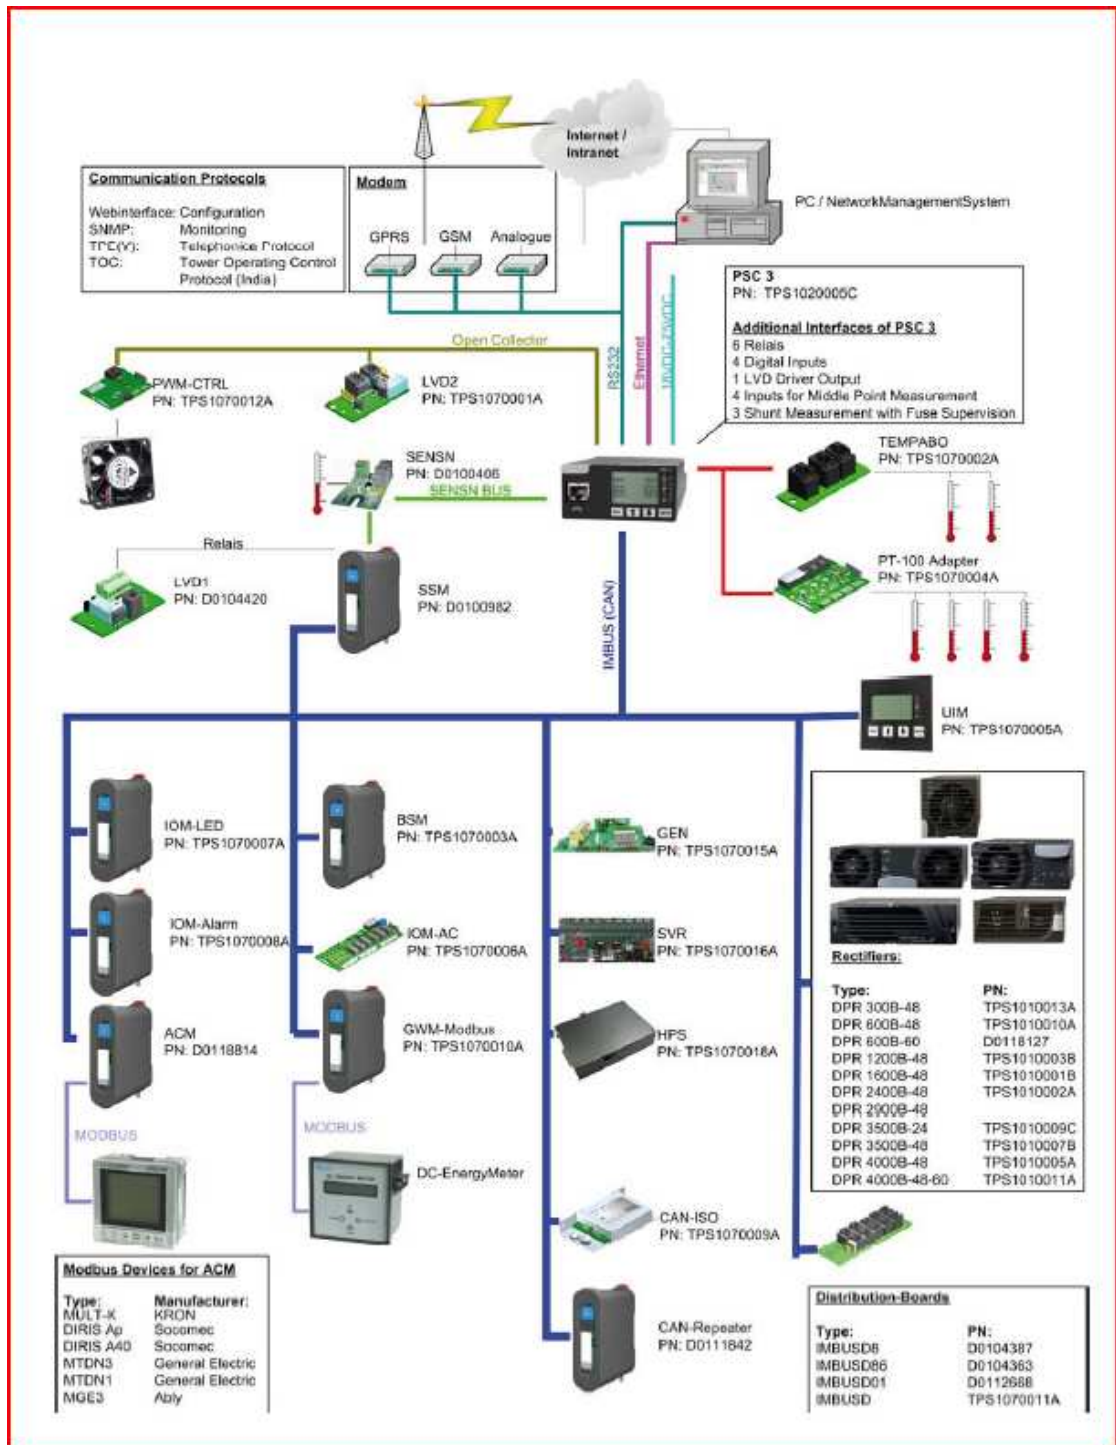 Internet /
Intranet
Communication Protocols
Webinterface: Configuration
SNMP: Monitoring
TPE(Y): Telephonice Protocol
TOC: Tower Operating Control
Protocol (India)
Modem
GPRS
GSM
Analogue
PC / NetworkManagementSystem
PSC 3
PN: TPS1020005C
Additional Interfaces of PSC 3
6 Relais
4 Digital Inputs
1 LVD Driver Output
4 Inputs for Middle Point Measurement
3 Shunt Measurement with Fuse Supervision
Open Collector
RS232
Ethernet
PWM-CTRL
PN: TPS1070012A
LVD2
PN: TPS1070001A
SENSN
PN: D0100406
SENSN BUS
TEMPABO
PN: TPS1070002A
PT-100 Adapter
PN: TPS1070004A
Relais
LVD1
PN: D0104420
SSM
PN: D0100982
IMBUS (CAN)
UIM
PN: TPS1070005A
IOM-LED
PN: TPS1070007A
BSM
PN: TPS1070003A
GEN
PN: TPS1070015A
IOM-Alarm
PN: TPS1070008A
IOM-AC
PN: TPS1070006A
SVR
PN: TPS1070016A
ACM
PN: D0118814
GWM-Modbus
PN: TPS1070010A
HPS
PN: TPS1070018A
MODBUS
MODBUS
DC-EnergyMeter
CAN-ISO
PN: TPS1070009A
CAN-Repeater
PN: D0111842
Rectifiers:
Type: PN:
DPR 300B-48 TPS1010013A
DPR 600B-48 TPS1010010A
DPR 600B-60 D0118127
DPR 1200B-48 TPS1010003B
DPR 1600B-48 TPS1010001B
DPR 2400B-48 TPS1010002A
DPR 2900B-48
DPR 3500B-24 TPS1010009C
DPR 3500B-48 TPS1010007B
DPR 4000B-48 TPS1010005A
DPR 4000B-48-60 TPS1010011A
Modbus Devices for ACM
Type: Manufacturer:
MULT-K KRON
DIRIS Ap Socomec
DIRIS A40 Socomec
MTDN3 General Electric
MTDN1 General Electric
MGE3 Ably
Distribution-Boards
Type: PN:
IMBUSD8 D0104387
IMBUSD86 D0104363
IMBUSD01 D0112668
IMBUSD TPS1070011A